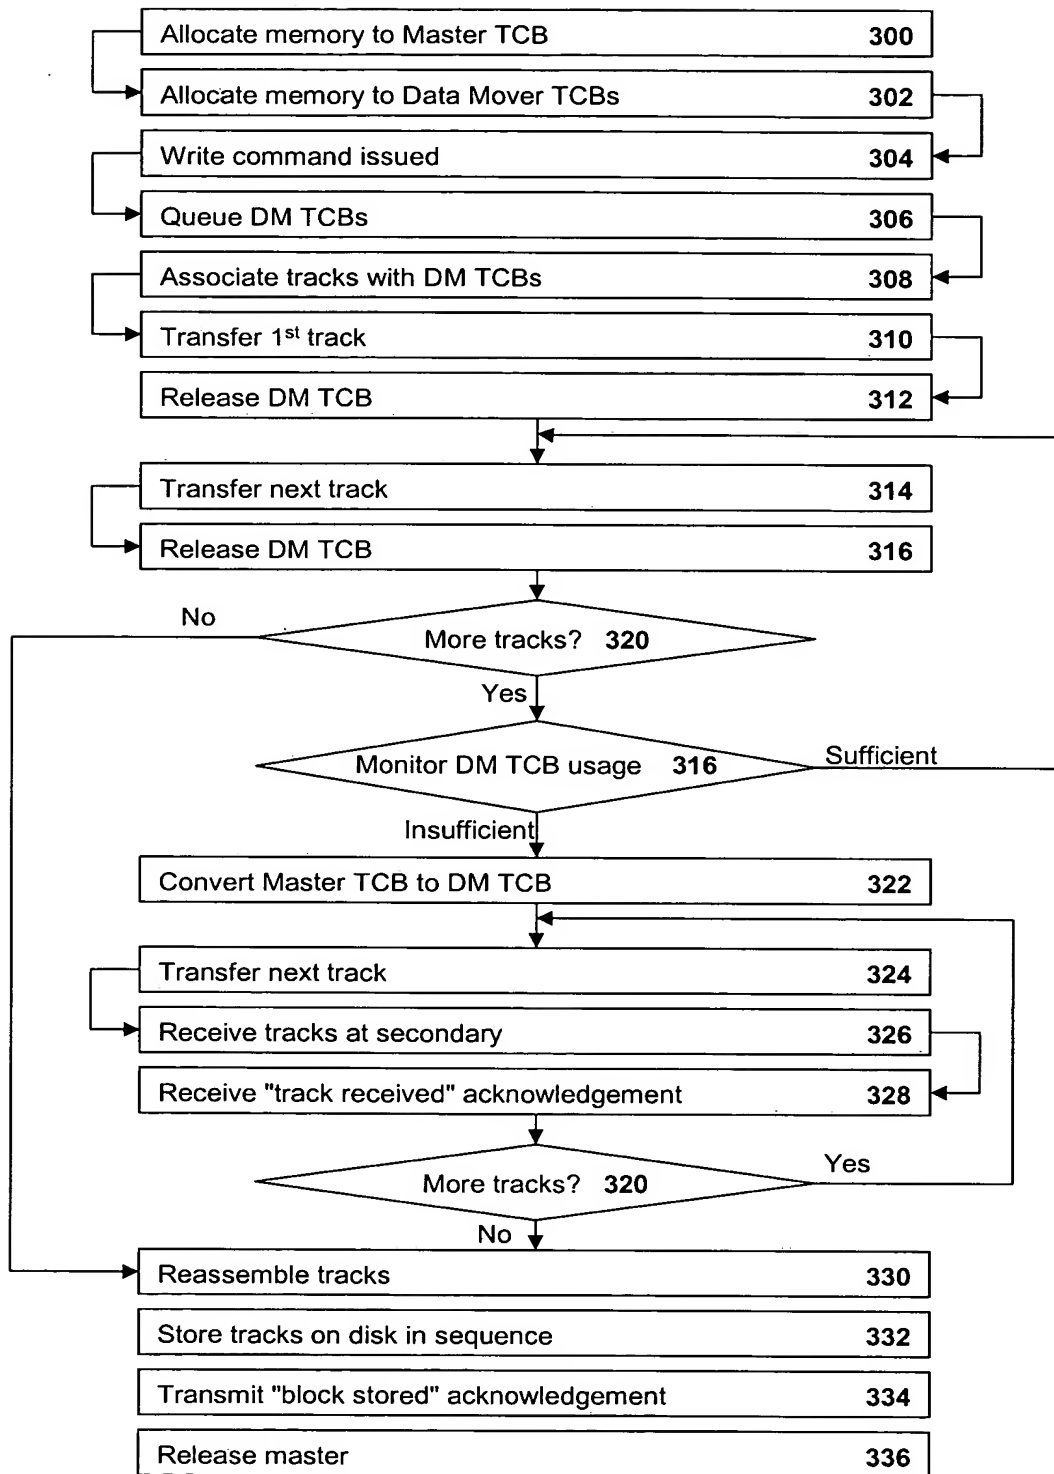 Allocate memory to Master TCB 300
Allocate memory to Data Mover TCBs 302
Write command issued 304
Queue DM TCBs 306
Associate tracks with DM TCBs 308
Transfer 1st track 310
Release DM TCB 312
Transfer next track 314
Release DM TCB 316
No
More tracks? 320
Yes
Monitor DM TCB usage 316
Sufficient
Insufficient
Convert Master TCB to DM TCB 322
Transfer next track 324
Receive tracks at secondary 326
Receive "track received" acknowledgement 328
More tracks? 320
Yes
No
Reassemble tracks 330
Store tracks on disk in sequence 332
Transmit "block stored" acknowledgement 334
Release master 336